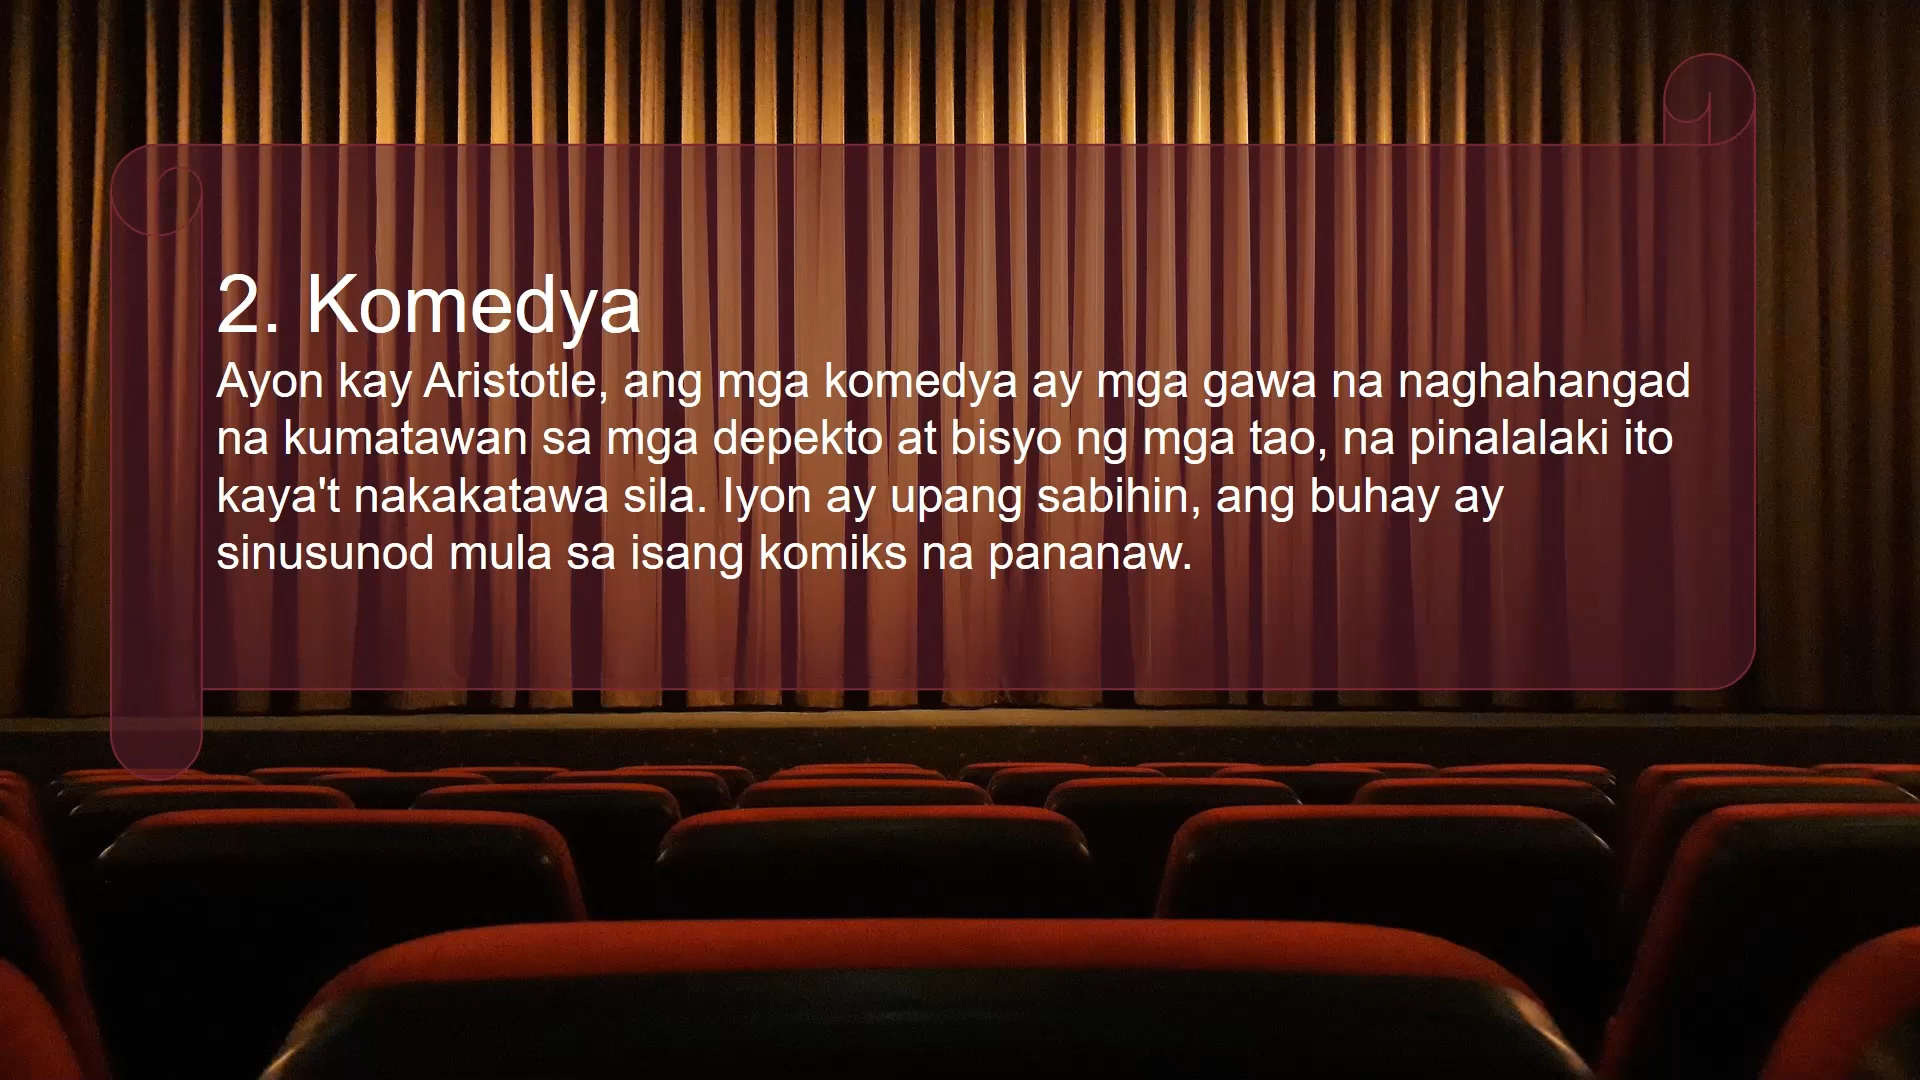 2. Komedya
Ayon kay Aristotle, ang mga komedya ay mga gawa na naghahangad
na kumatawan sa mga depekto at bisyo ng mga tao, na pinalalaki ito
kaya't nakakatawa sila. Iyon ay upang sabihin, ang buhay ay
sinusunod mula sa isang komiks na pananaw.